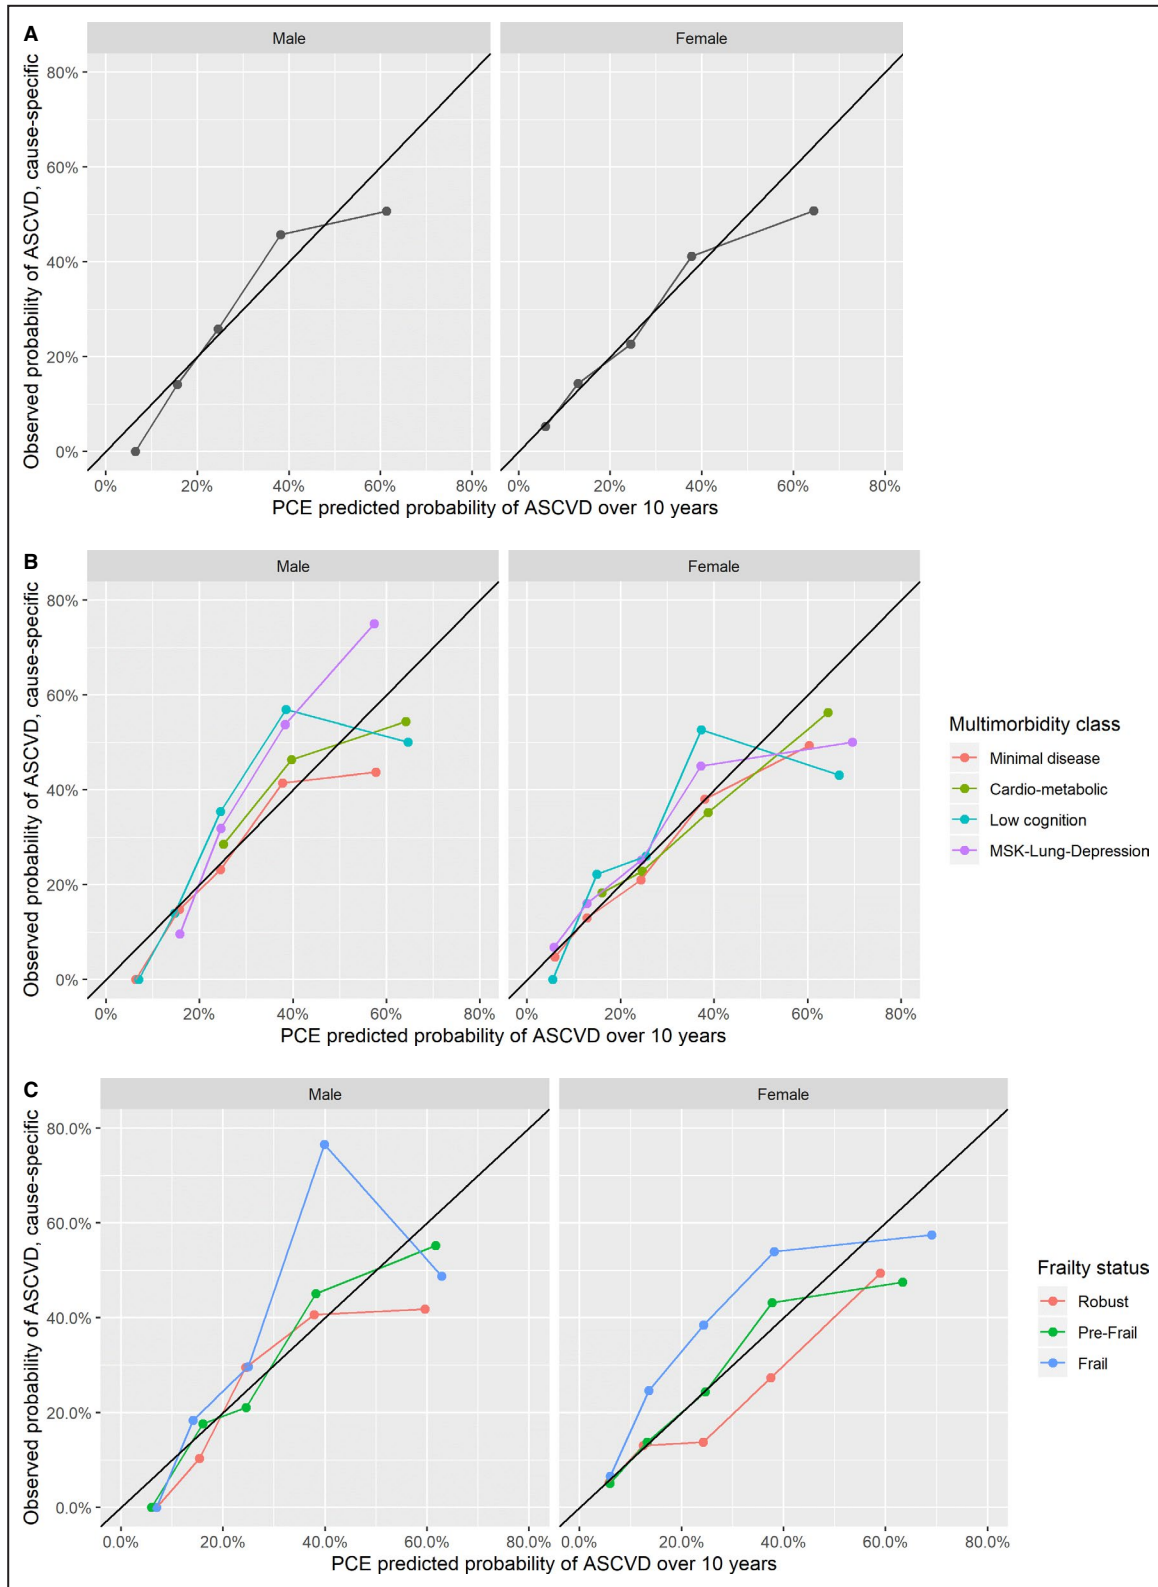 A
Male
Female
Observed probability of ASCVD, cause-specific
80%
60%
40%
20%
0%
0%
20%
40%
60%
80%
0%
20%
40%
60%
80%
PCE predicted probability of ASCVD over 10 years
B
Male
Female
Observed probability of ASCVD, cause-specific
80%
60%
40%
20%
0%
0%
20%
40%
60%
80%
0%
20%
40%
60%
80%
PCE predicted probability of ASCVD over 10 years
Multimorbidity class
Minimal disease
Cardio-metabolic
Low cognition
MSK-Lung-Depression
C
Male
Female
Observed probability of ASCVD, cause-specific
80.0%
60.0%
40.0%
20.0%
0.0%
0.0%
20.0%
40.0%
60.0%
80.0%
0.0%
20.0%
40.0%
60.0%
80.0%
PCE predicted probability of ASCVD over 10 years
Frailty status
Robust
Pre-Frail
Frail